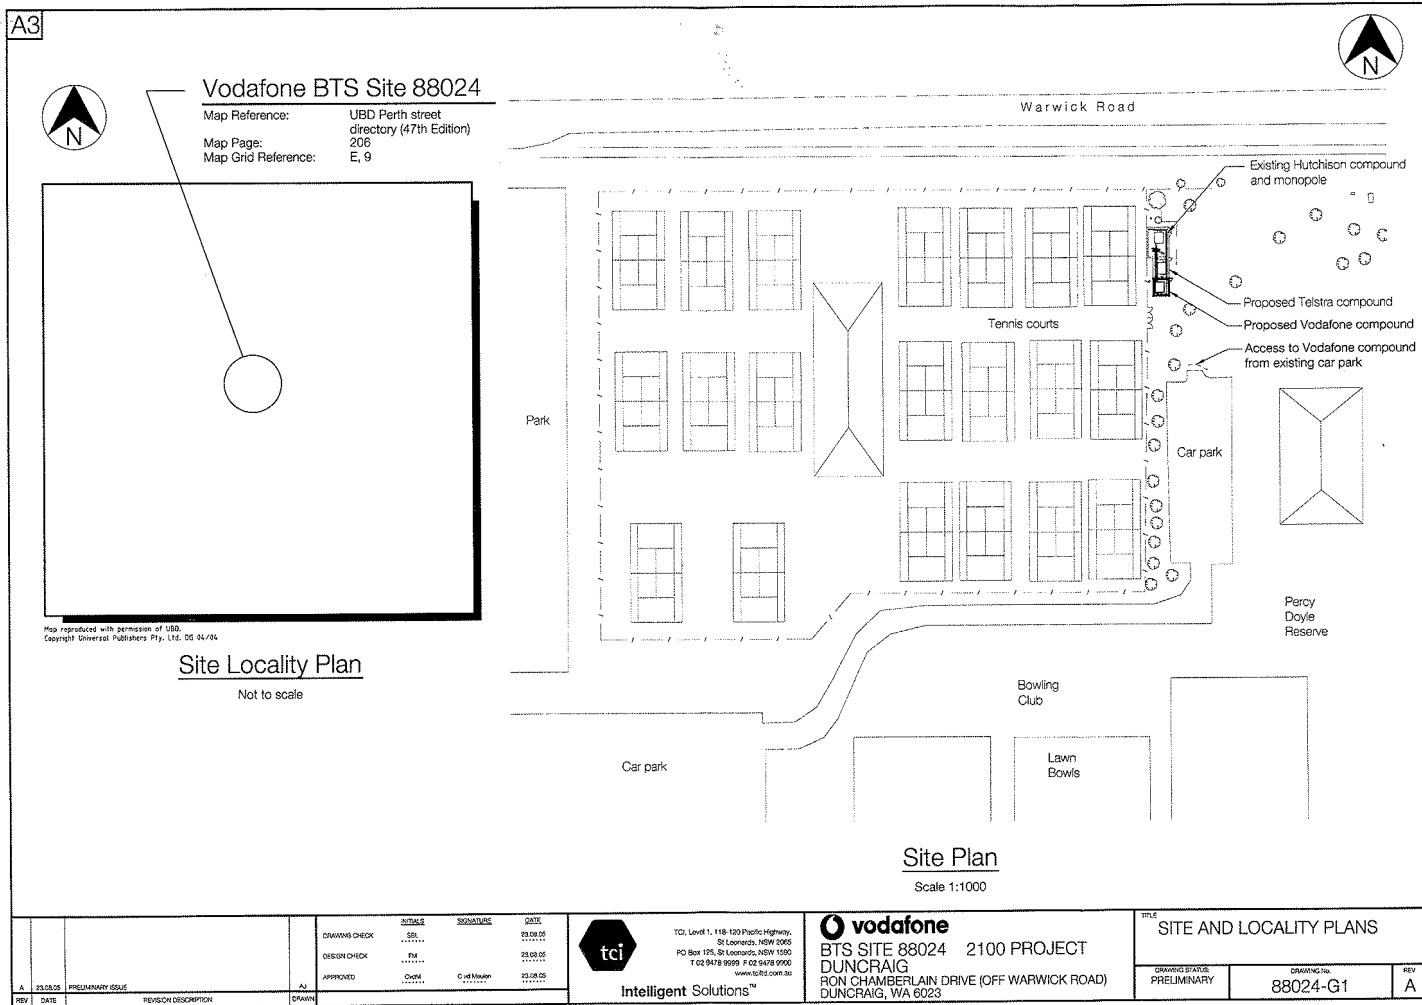 A3
N
Vodafone BTS Site 88024
Map Reference: UBD Perth street
directory (47th Edition)
Map Page: 206
Map Grid Reference: E, 9
Map reproduced with permission of UBD.
Copyright Universal Publishers Pty. Ltd. DG 04/04
Site Locality Plan
Not to scale
N
Warwick Road
Existing Hutchison compound
and monopole
Proposed Telstra compound
Proposed Vodafone compound
Access to Vodafone compound
from existing car park
Tennis courts
Park
Car park
Percy
Doyle
Reserve
Bowling
Club
Lawn
Bowls
Car park
Site Plan
Scale 1:1000
A 23.08.05 PRELIMINARY ISSUE AJ
REV DATE REVISION DESCRIPTION DRAWN
INITIALS SIGNATURE DATE
DRAWING CHECK SBL 23.08.05
DESIGN CHECK FM 23.08.05
APPROVED CvdM C vd Meulen 23.08.05
tci
TCI, Level 1, 118-120 Pacific Highway,
St Leonards, NSW 2065
PO Box 125, St Leonards, NSW 1590
T 02 9478 9999 F 02 9478 9900
www.tcltd.com.au
Intelligent Solutions™
vodafone
BTS SITE 88024 2100 PROJECT
DUNCRAIG
RON CHAMBERLAIN DRIVE (OFF WARWICK ROAD)
DUNCRAIG, WA 6023
TITLE
SITE AND LOCALITY PLANS
DRAWING STATUS:
PRELIMINARY
DRAWING No.
88024-G1
REV
A